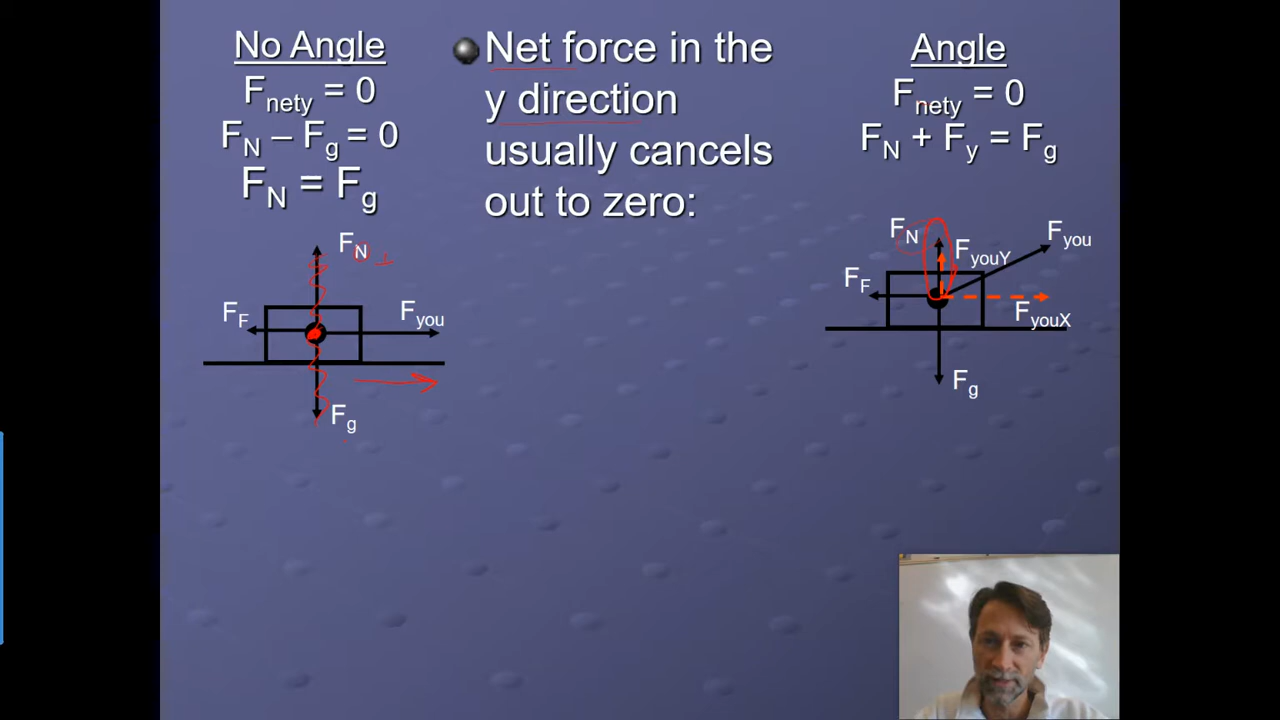 No Angle
Fnety = 0
FN – Fg = 0
FN = Fg
FN ⊥
FF
Fyou
Fg
Net force in the
y direction
usually cancels
out to zero:
Angle
Fnety = 0
FN + Fy = Fg
FN
FyouY
Fyou
FF
FyouX
Fg